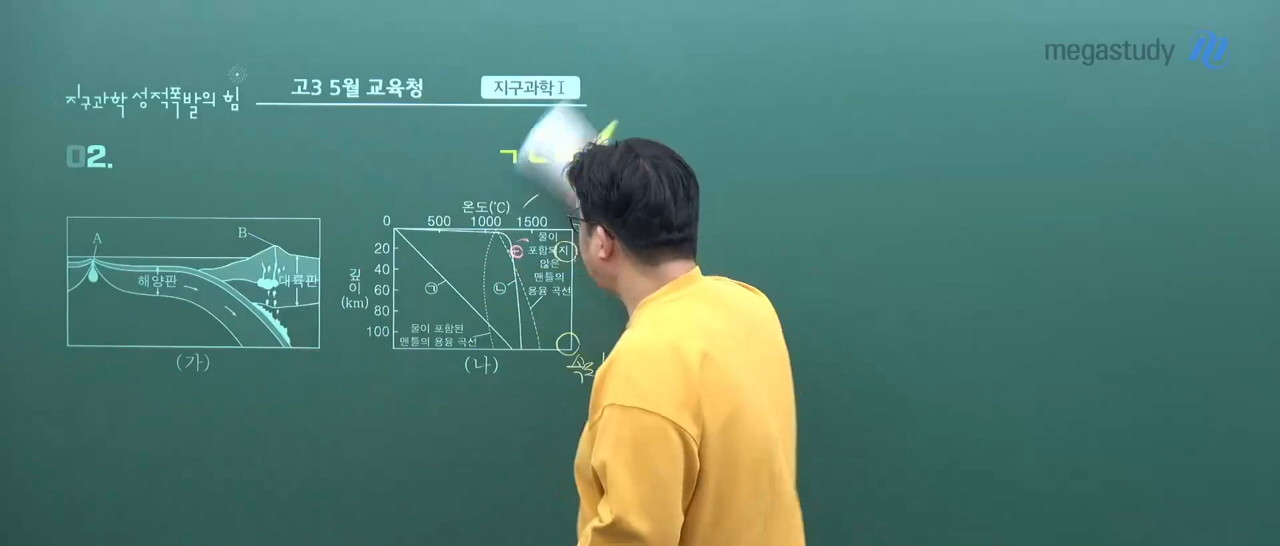 megastudy
지구과학 성적폭발의 힘
고3 5월 교육청
지구과학 I
02.
ㄱ
A
B
해양판
대륙판
(가)
온도(℃)
0 500 1000 1500
20
40
60
80
100
깊이
(km)
㉠
㉡
물이
포함되지
않은
맨틀의
용융 곡선
물이 포함된
맨틀의 용융 곡선
(나)